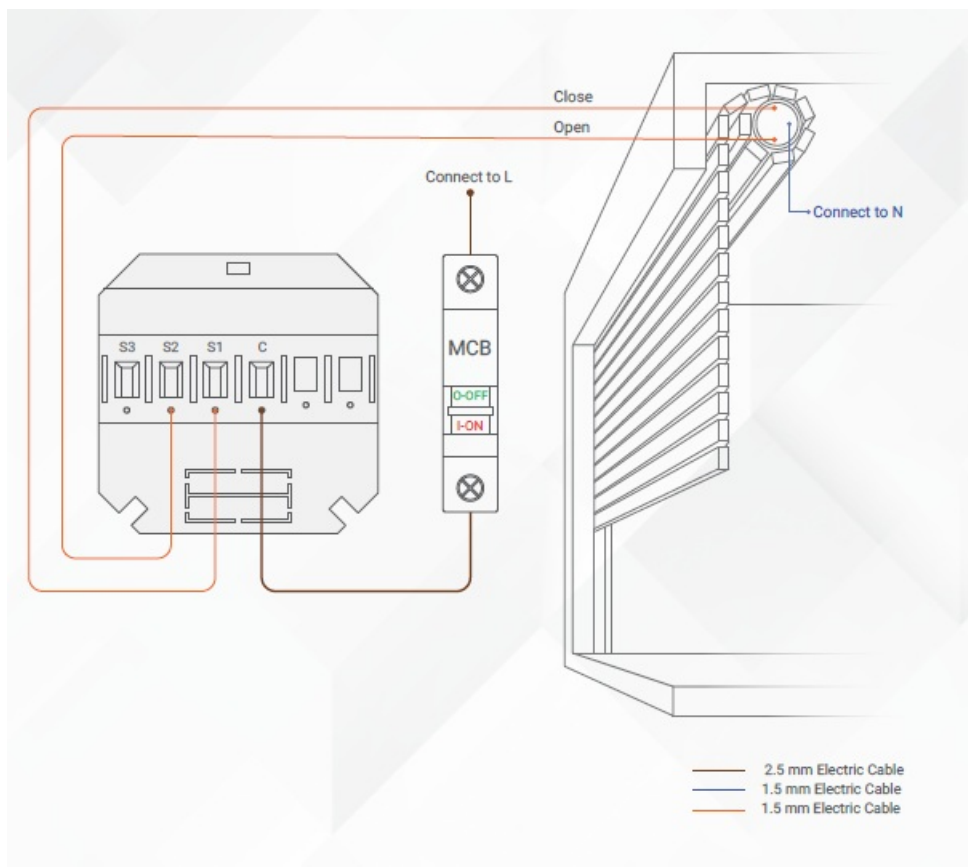 Close
Open
Connect to L
Connect to N
S3 S2 S1 C
MCB
O-OFF
I-ON
2.5 mm Electric Cable
1.5 mm Electric Cable
1.5 mm Electric Cable